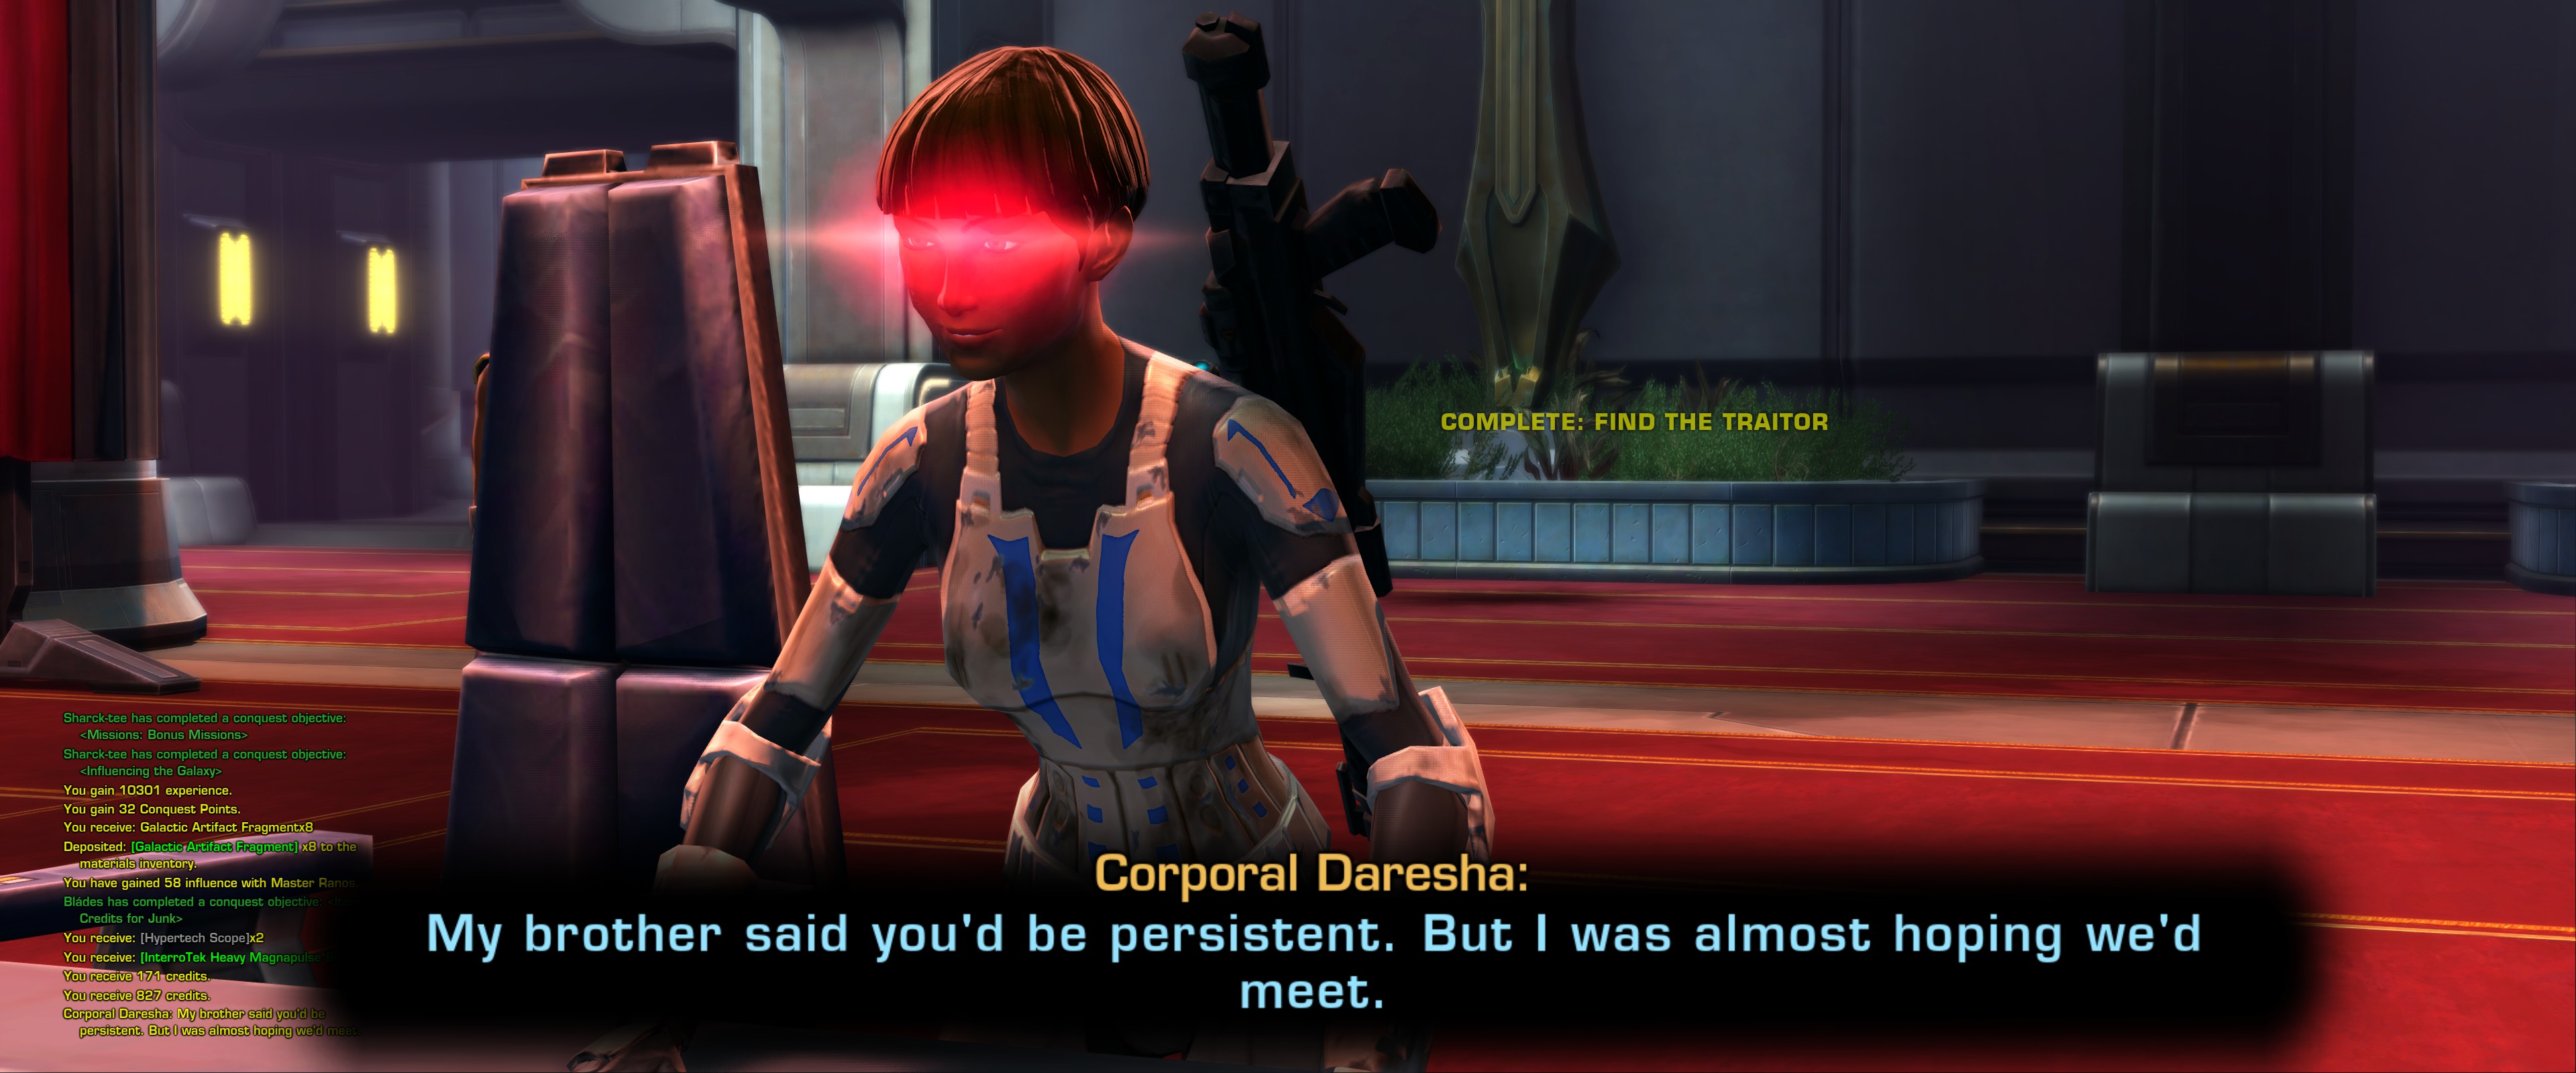 COMPLETE: FIND THE TRAITOR
Sharck-tee has completed a conquest objective:
<Missions: Bonus Missions>
Sharck-tee has completed a conquest objective:
<Influencing the Galaxy>
You gain 10301 experience.
You gain 32 Conquest Points.
You receive: Galactic Artifact Fragmentx8
Deposited: [Galactic Artifact Fragment] x8 to the
materials inventory.
You have gained 58 influence with Master Ranos.
Blådes has completed a conquest objective:
Credits for Junk>
You receive: [Hypertech Scope]x2
You receive: [InterroTek Heavy Magnapulse
You receive 171 credits.
You receive 827 credits.
Corporal Daresha: My brother said you'd be
persistent. But I was almost hoping we'd meet.
Corporal Daresha:
My brother said you'd be persistent. But I was almost hoping we'd
meet.